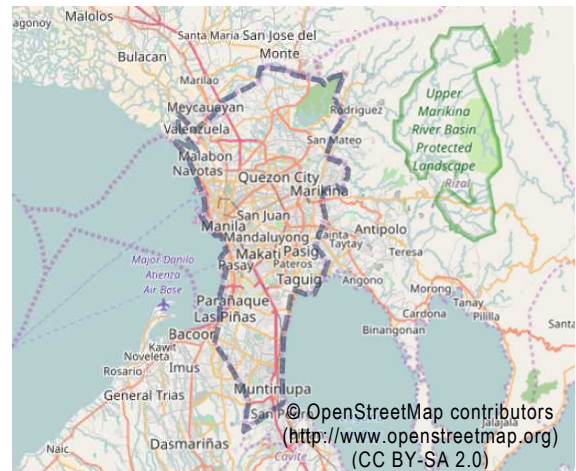 agonoy
Malolos
Santa Maria
San Jose del
Monte
Bulacan
Marilao
Meycauayan
Rodriguez
Valenzuela
San Mateo
Malabon
Navotas
Quezon City
Marikina
Upper
Marikina
River Basin
Protected
Landscape
Rizal
San Juan
Manila
Mandaluyong
Cainta
Taytay
Antipolo
Makati
Pasig
Pasay
Pateros
Teresa
Taguig
Angono
Major Danilo
Atienza
Air Base
Morong
Tanay
Cardona
Pililla
Parañaque
Las Piñas
Binangonan
Santa
Bacoor
Kawit
Noveleta
Rosario
Imus
General Trias
Muntinlupa
San Pedro
Jalajala
Naic
Dasmariñas
Cavite
© OpenStreetMap contributors
(http://www.openstreetmap.org)
(CC BY-SA 2.0)